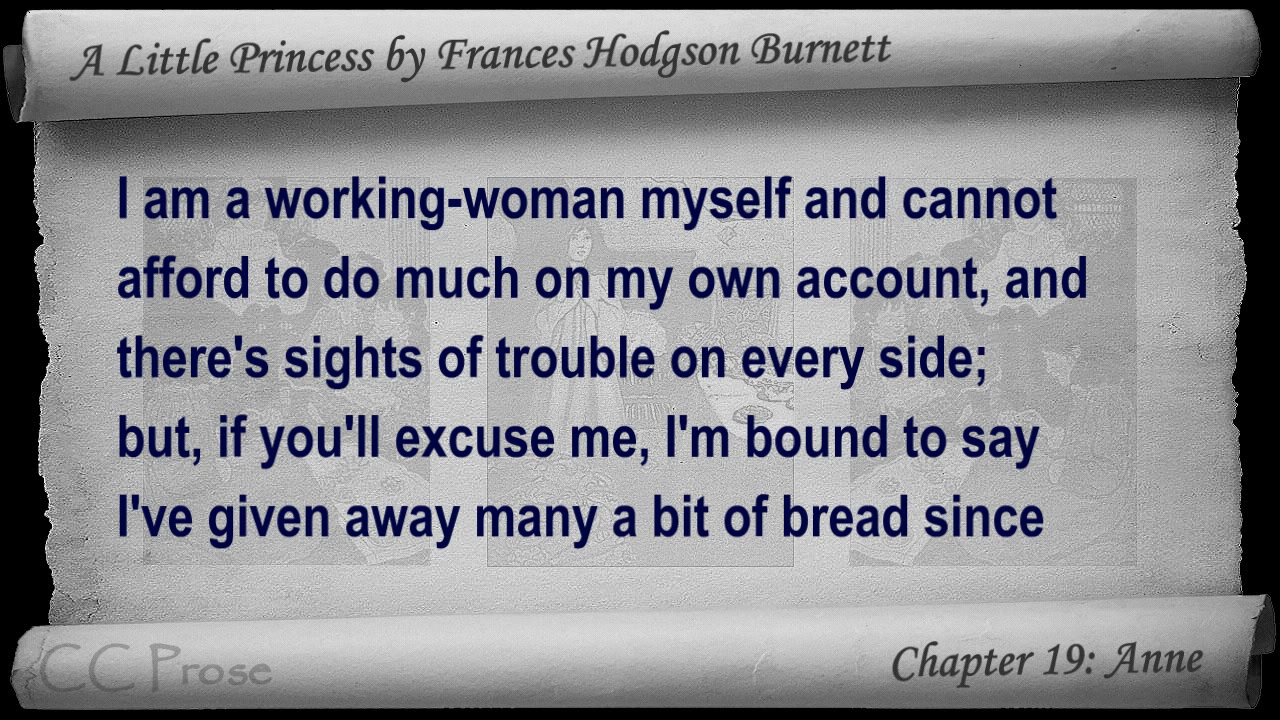 A Little Princess by Frances Hodgson Burnett
I am a working-woman myself and cannot
afford to do much on my own account, and
there's sights of trouble on every side;
but, if you'll excuse me, I'm bound to say
I've given away many a bit of bread since
CC Prose
Chapter 19: Anne